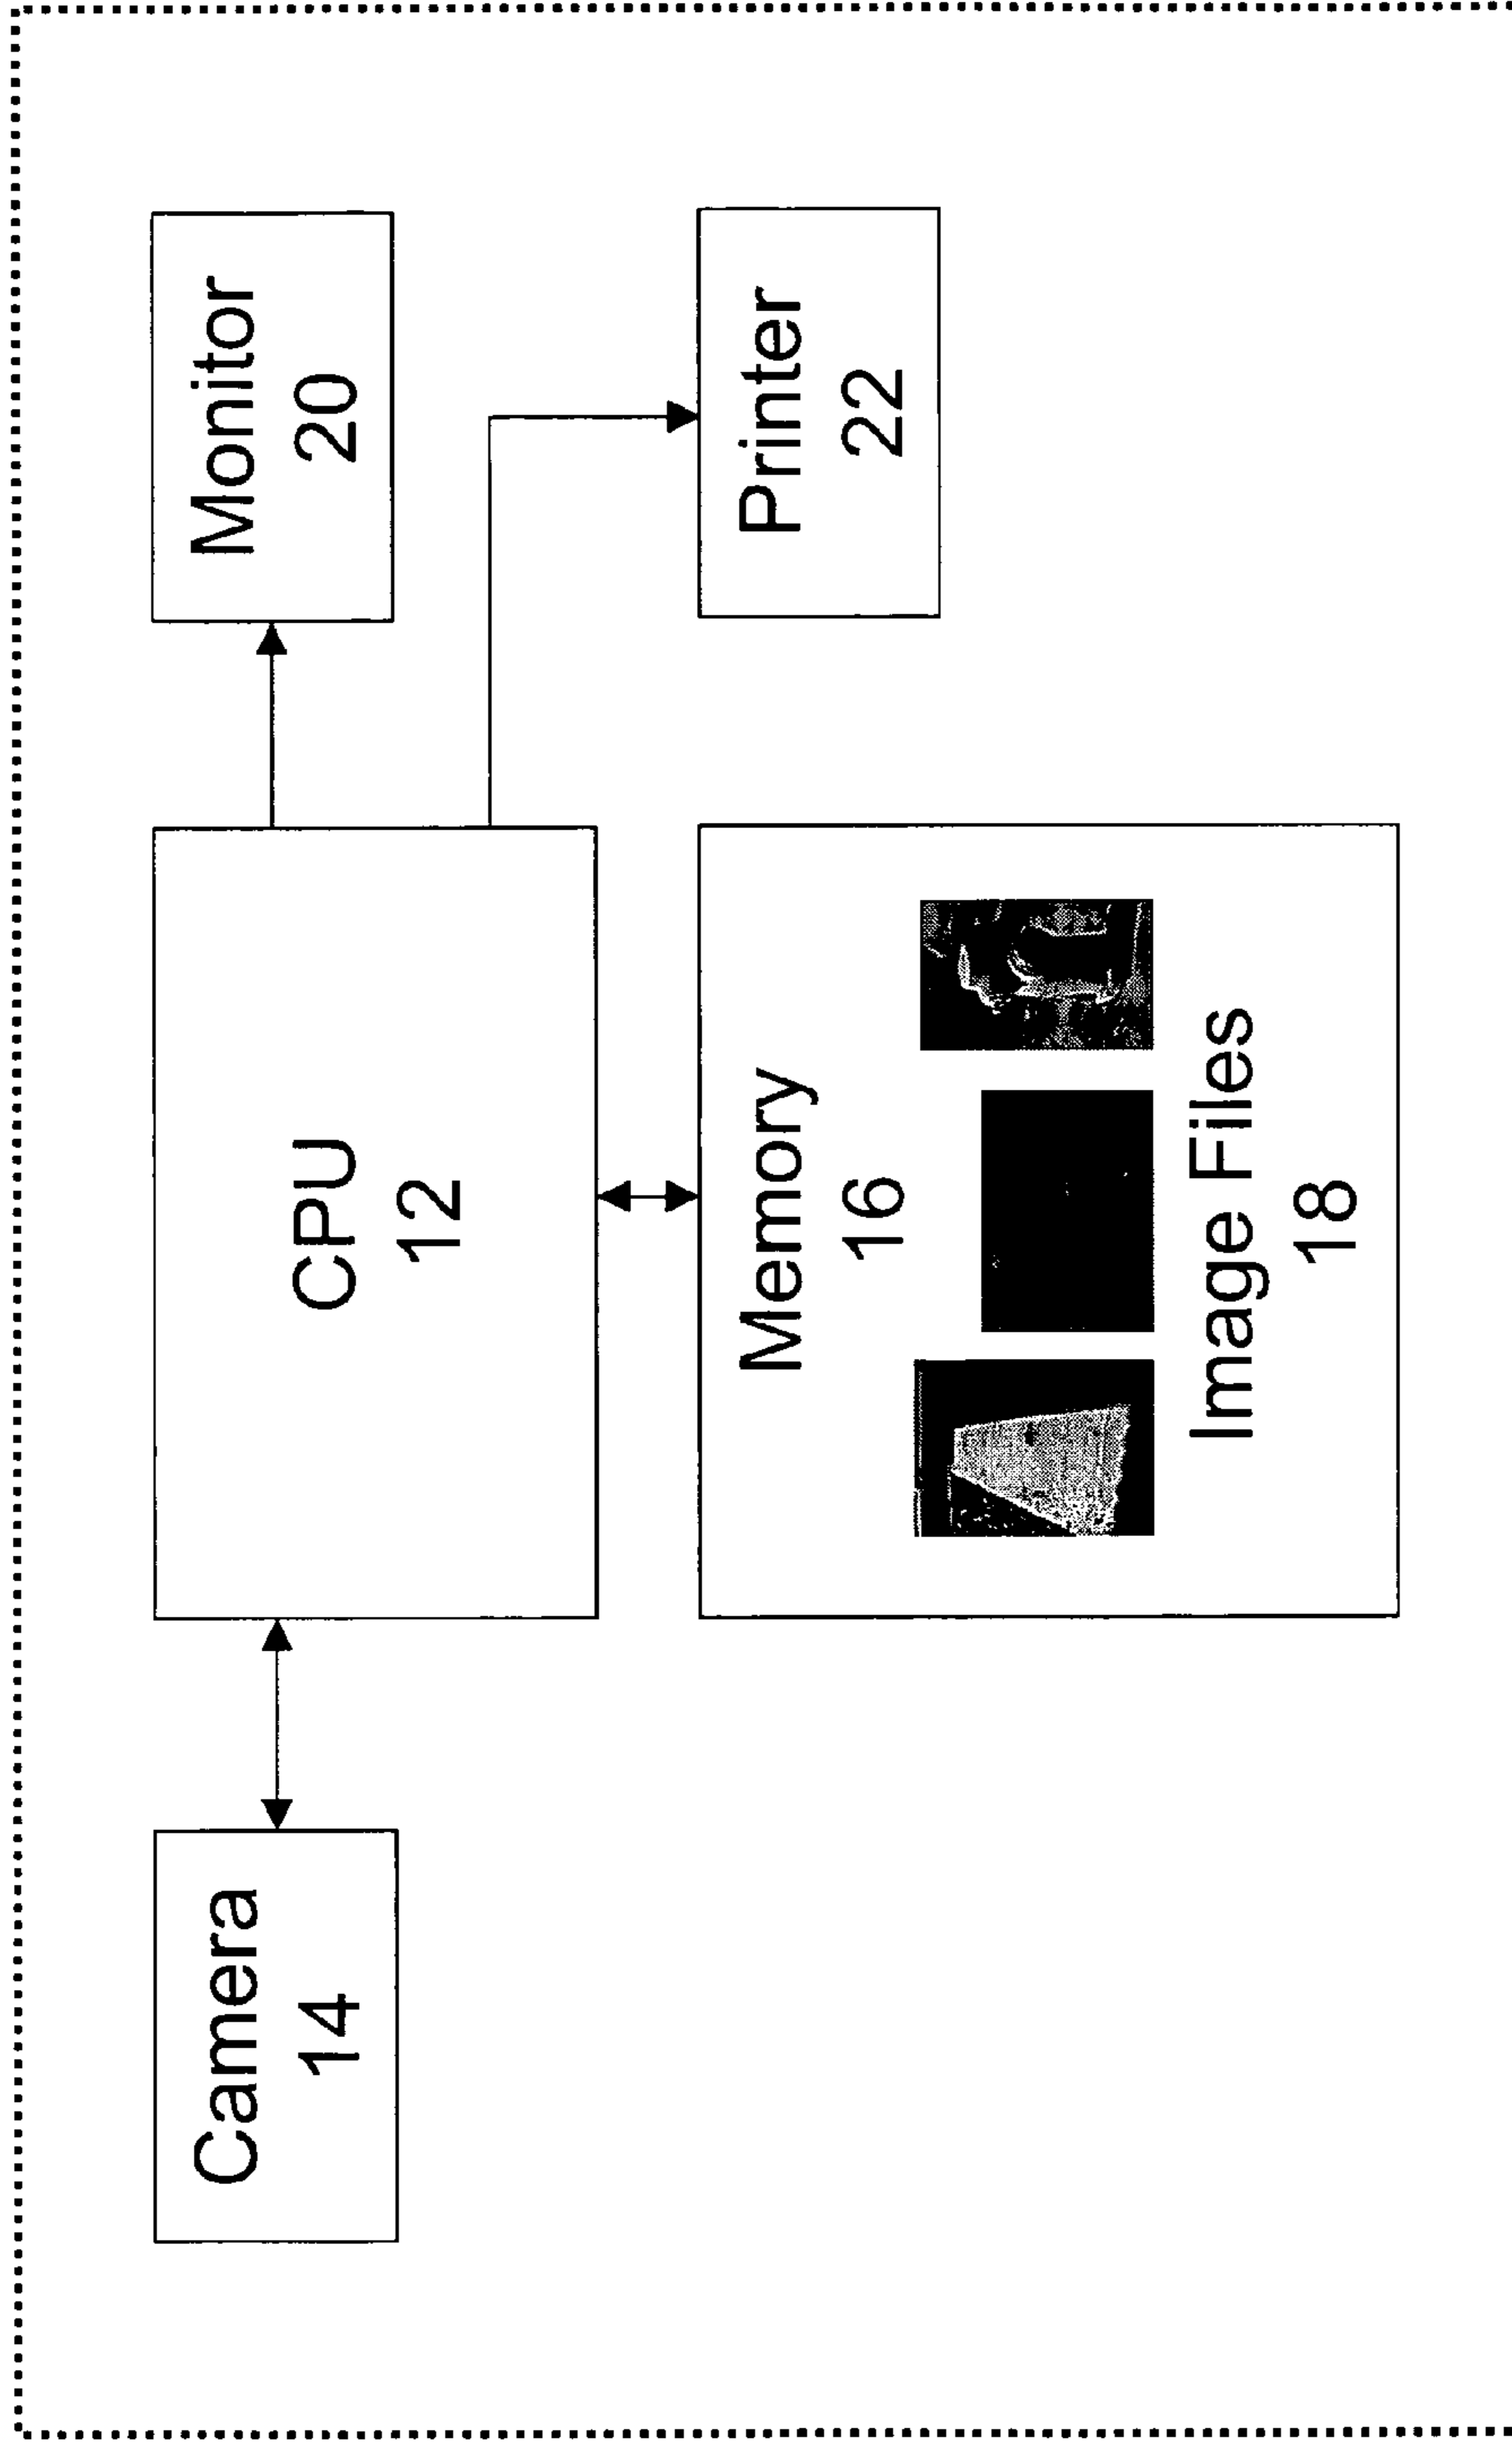 Camera
14
CPU
12
Monitor
20
Memory
16
Image Files
18
Printer
22